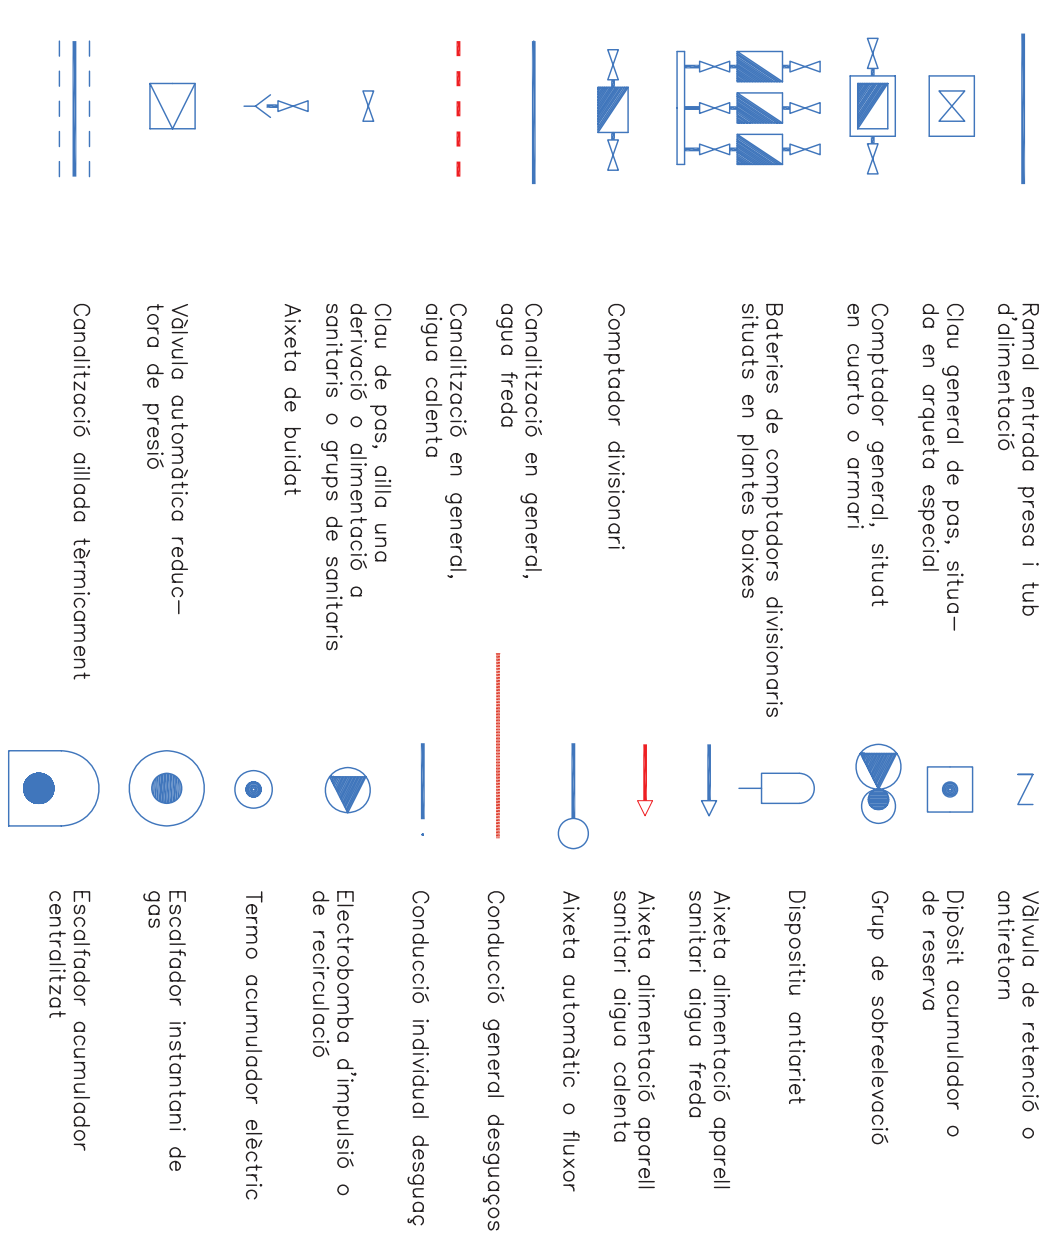 Ramal entrada presa i tub
d'alimentació
Clau general de pas, situa-
da en arqueta especial
Comptador general, situat
en cuarto o armari
Bateries de comptadors divisionaris
situats en plantes baixes
Comptador divisionari
Canalització en general,
agua freda
Canalització en general,
aigua calenta
Clau de pas, ailla una
derivació o alimentació a
sanitaris o grups de sanitaris
Aixeta de buidat
Vàlvula automàtica reduc-
tora de presió
Canalització aillada tèrmicament
Vàlvula de retenció o
antiretorn
Dipòsit acumulador o
de reserva
Grup de sobreelevació
Dispositiu antiariet
Aixeta alimentació aparell
sanitari aigua freda
Aixeta alimentació aparell
sanitari aigua calenta
Aixeta automàtic o fluxor
Conducció general desguaços
Conducció individual desguaç
Electrobomba d'impulsió o
de recirculació
Termo acumulador elèctric
Escalfador instantani de
gas
Escalfador acumulador
centralitzat